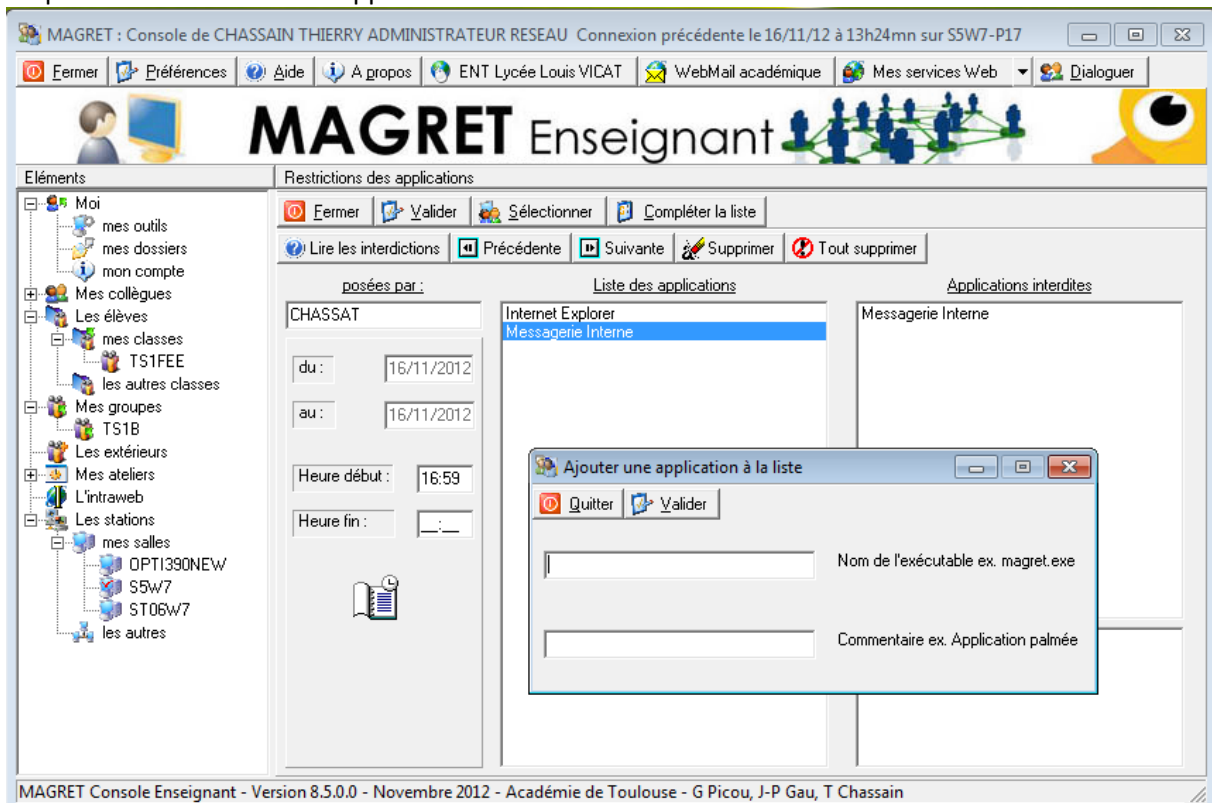 MAGRET : Console de CHASSAIN THIERRY ADMINISTRATEUR RESEAU Connexion précédente le 16/11/12 à 13h24mn sur S5W7-P17
Fermer Préférences Aide A propos ENT Lycée Louis VICAT WebMail académique Mes services Web Dialoguer
MAGRET Enseignant
Eléments
Restrictions des applications
Moi
mes outils
mes dossiers
mon compte
Mes collègues
Les élèves
mes classes
TS1FEE
les autres classes
Mes groupes
TS1B
Les extérieurs
Mes ateliers
L'intraweb
Les stations
mes salles
OPTI390NEW
S5W7
ST06W7
les autres
Fermer Valider Sélectionner Compléter la liste
Lire les interdictions Précédente Suivante Supprimer Tout supprimer
posées par :
CHASSAT
du : 16/11/2012
au : 16/11/2012
Heure début : 16:59
Heure fin : __:__
Liste des applications
Internet Explorer
Messagerie Interne
Applications interdites
Messagerie Interne
Ajouter une application à la liste
Quitter Valider
Nom de l'exécutable ex. magret.exe
Commentaire ex. Application palmée
MAGRET Console Enseignant - Version 8.5.0.0 - Novembre 2012 - Académie de Toulouse - G Picou, J-P Gau, T Chassain